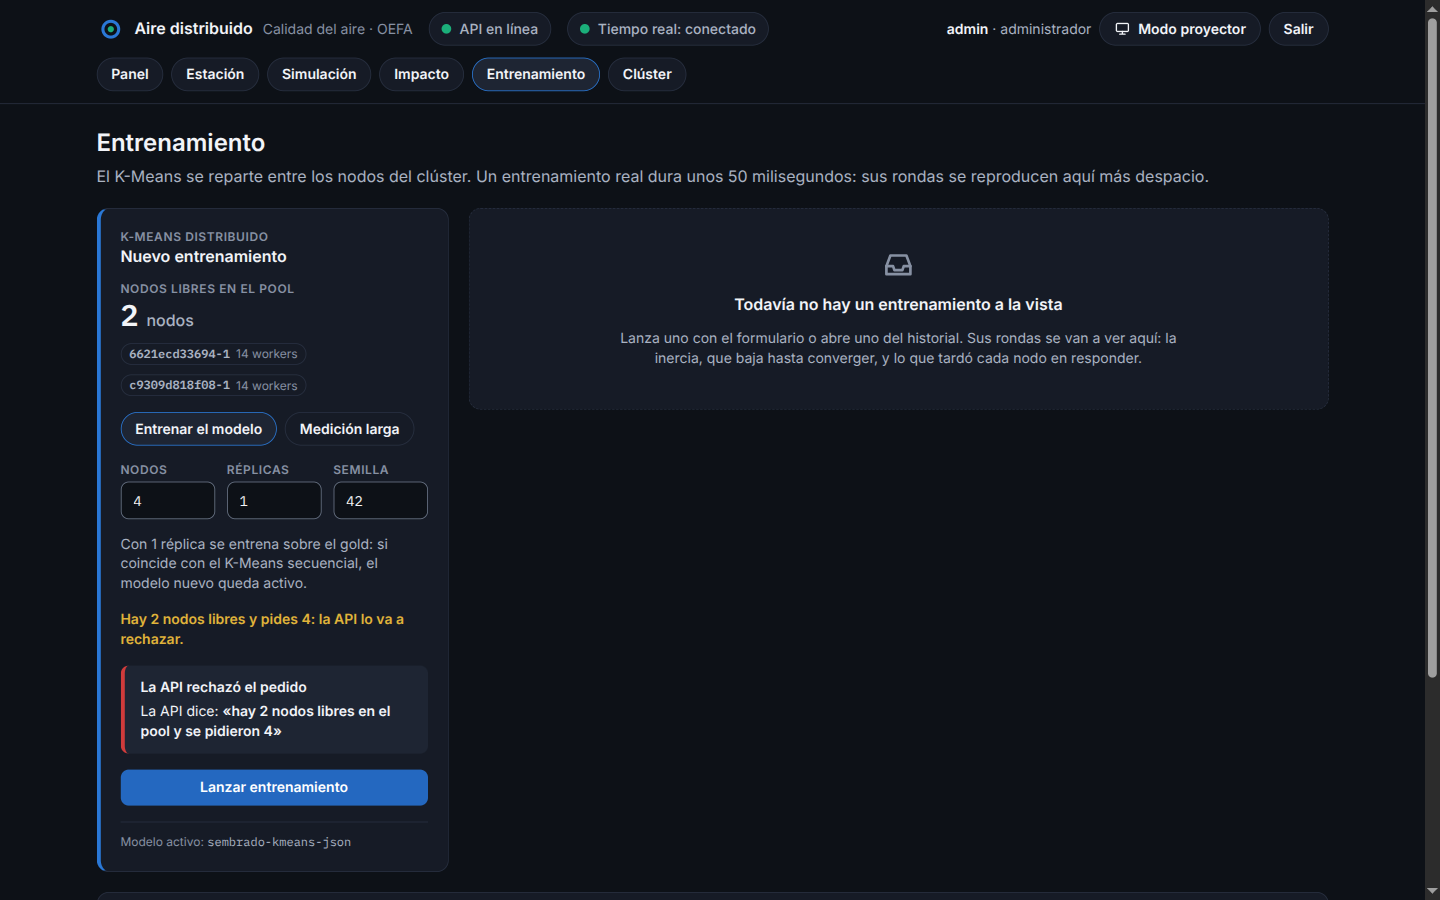 Aire distribuido Calidad del aire · OEFA API en línea Tiempo real: conectado admin · administrador Modo proyector Salir
Panel Estación Simulación Impacto Entrenamiento Clúster
Entrenamiento
El K-Means se reparte entre los nodos del clúster. Un entrenamiento real dura unos 50 milisegundos: sus rondas se reproducen aquí más despacio.
K-MEANS DISTRIBUIDO
Nuevo entrenamiento
NODOS LIBRES EN EL POOL
2 nodos
6621ecd33694-1 14 workers
c9309d818f08-1 14 workers
Entrenar el modelo Medición larga
NODOS RÉPLICAS SEMILLA
4 1 42
Con 1 réplica se entrena sobre el gold: si
coincide con el K-Means secuencial, el
modelo nuevo queda activo.
Hay 2 nodos libres y pides 4: la API lo va a
rechazar.
La API rechazó el pedido
La API dice: «hay 2 nodos libres en el
pool y se pidieron 4»
Lanzar entrenamiento
Modelo activo: sembrado-kmeans-json
Todavía no hay un entrenamiento a la vista
Lanza uno con el formulario o abre uno del historial. Sus rondas se van a ver aquí: la
inercia, que baja hasta converger, y lo que tardó cada nodo en responder.